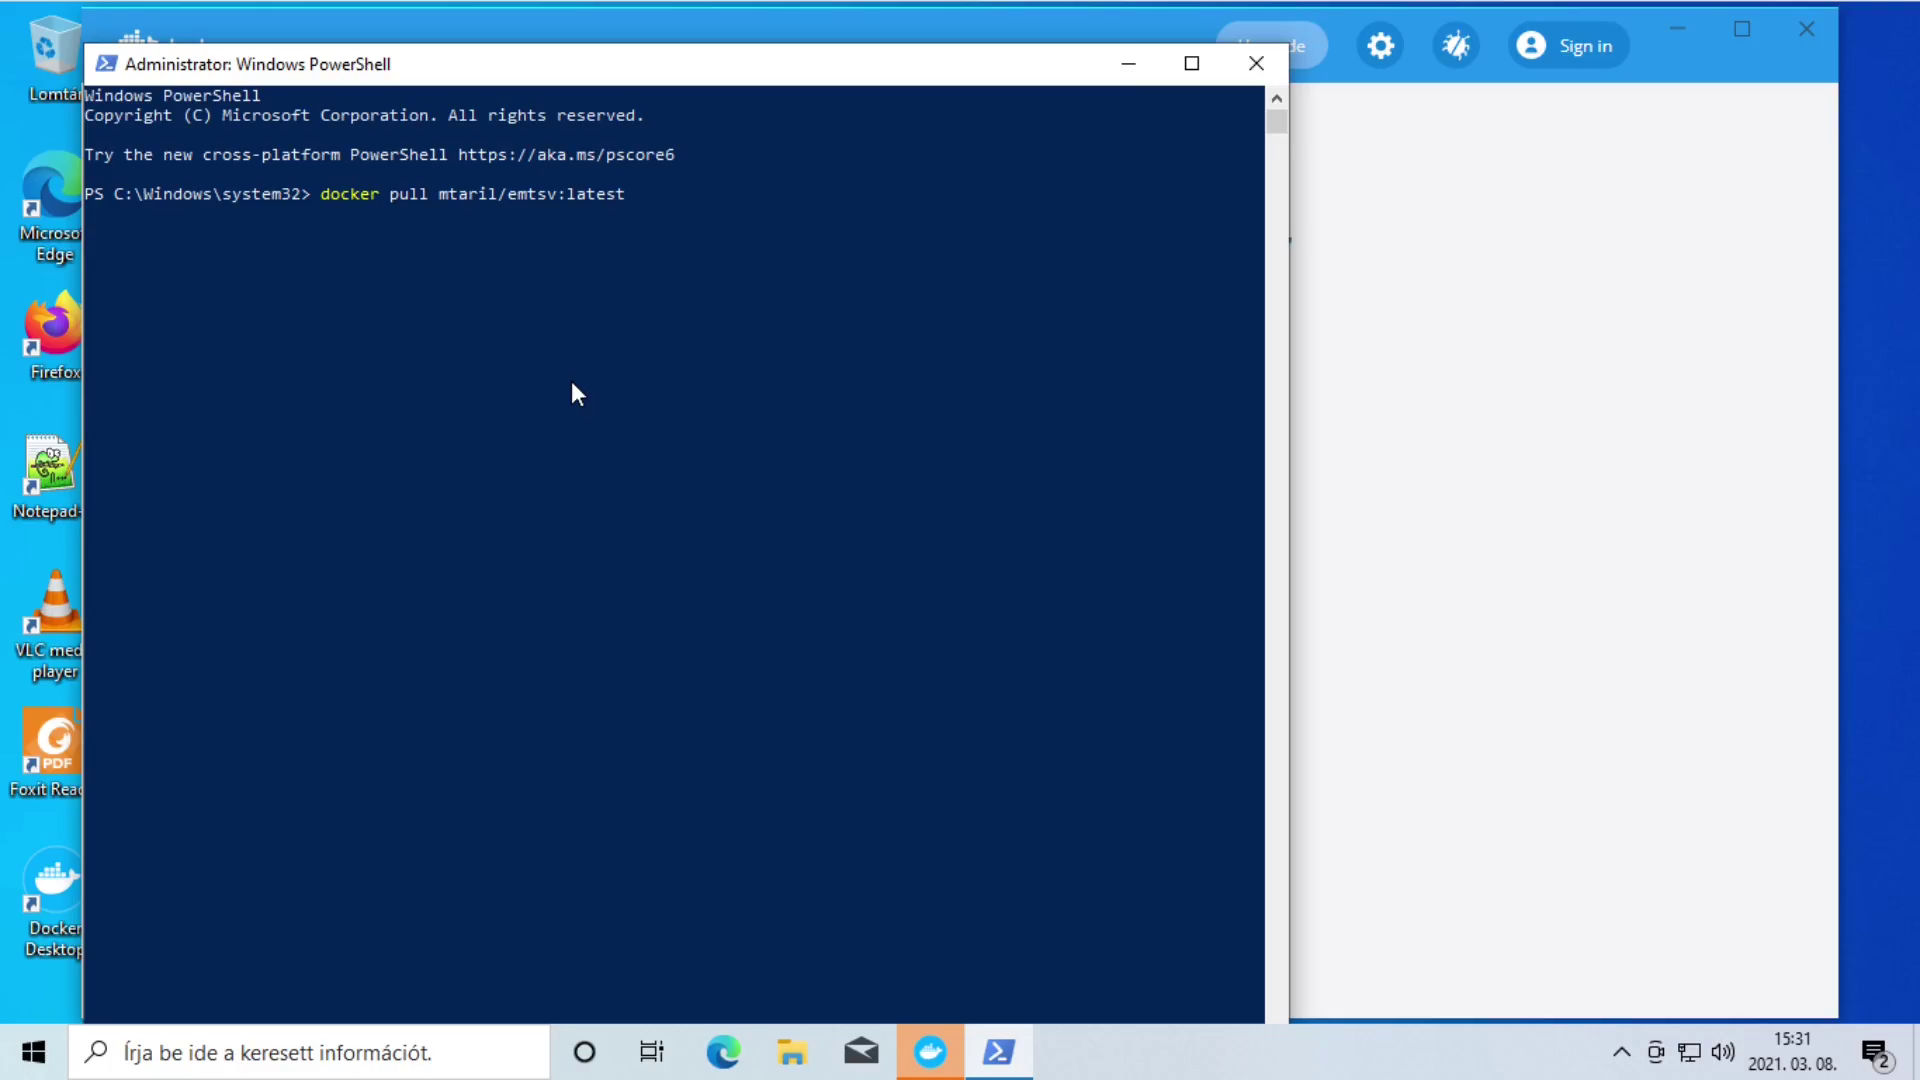 Sign in
Administrator: Windows PowerShell
Windows PowerShell
Copyright (C) Microsoft Corporation. All rights reserved.
Try the new cross-platform PowerShell https://aka.ms/pscore6
PS C:\Windows\system32> docker pull mtaril/emtsv:latest
Lomtár
Microso
Edge
Firefox
Notepad
VLC med
player
PDF
Foxit Read
Docker
Desktop
Írja be ide a keresett információt.
15:31
2021. 03. 08.
2